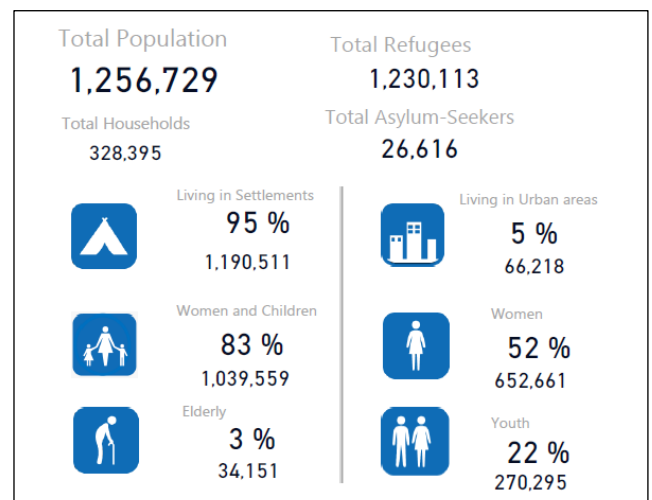 Total Population
Total Refugees
1,256,729
1,230,113
Total Households
Total Asylum-Seekers
328,395
26,616
Living in Settlements
95 %
1,190,511
Living in Urban areas
5 %
66,218
Women and Children
83 %
1,039,559
Women
52 %
652,661
Elderly
3 %
34,151
Youth
22 %
270,295